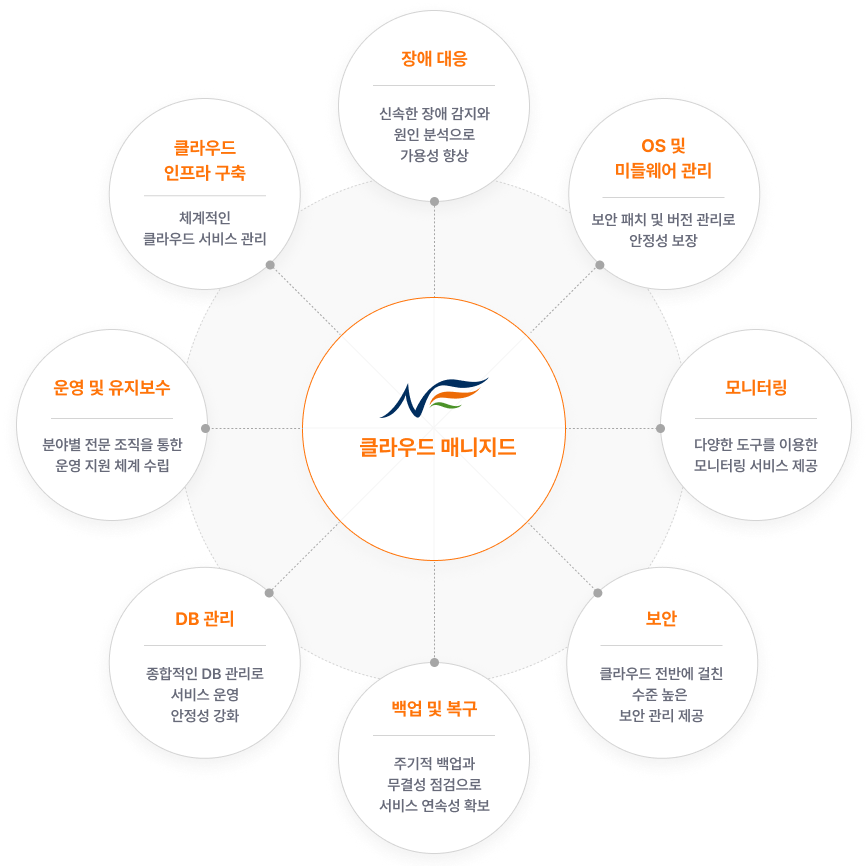 장애 대응
신속한 장애 감지와
원인 분석으로
가용성 향상
클라우드
인프라 구축
체계적인
클라우드 서비스 관리
OS 및
미들웨어 관리
보안 패치 및 버전 관리로
안정성 보장
운영 및 유지보수
분야별 전문 조직을 통한
운영 지원 체계 수립
클라우드 매니지드
모니터링
다양한 도구를 이용한
모니터링 서비스 제공
DB 관리
종합적인 DB 관리로
서비스 운영
안정성 강화
백업 및 복구
주기적 백업과
무결성 점검으로
서비스 연속성 확보
보안
클라우드 전반에 걸친
수준 높은
보안 관리 제공